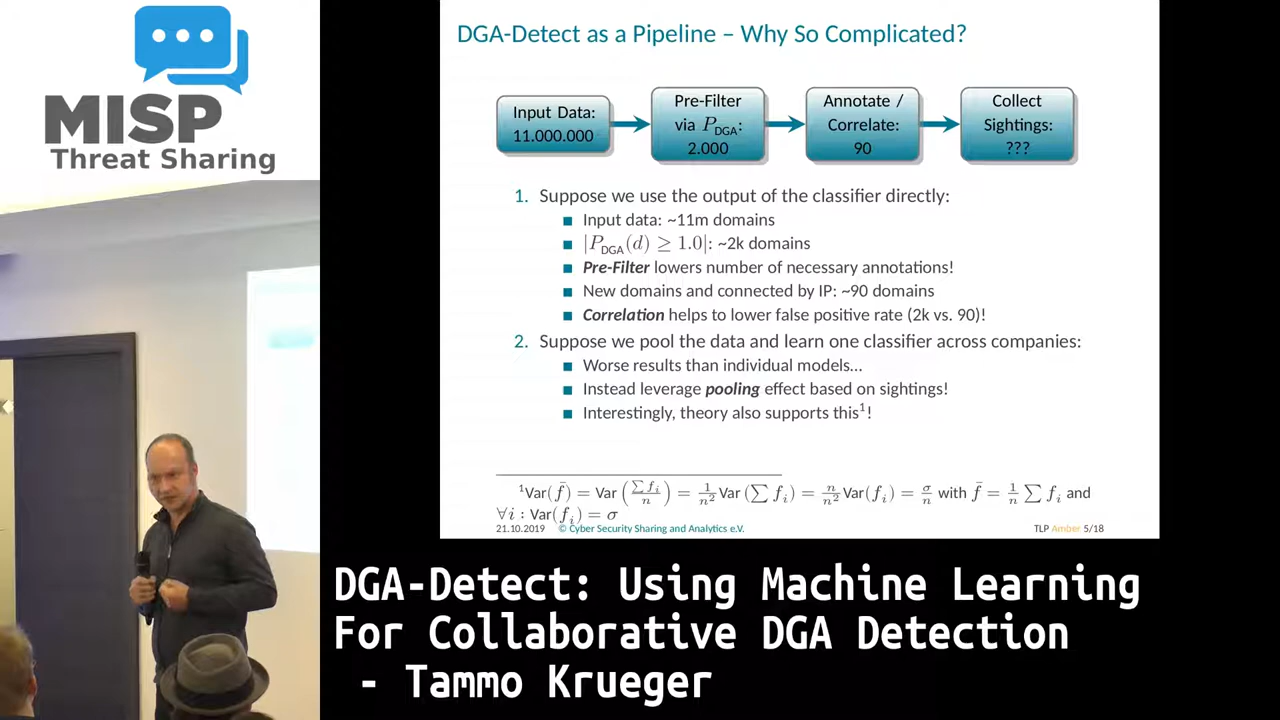 MISP
Threat Sharing
DGA-Detect as a Pipeline – Why So Complicated?
Input Data:
11.000.000
Pre-Filter
via P_DGA:
2.000
Annotate /
Correlate:
90
Collect
Sightings:
???
1. Suppose we use the output of the classifier directly:
■ Input data: ~11m domains
■ |P_DGA(d) ≥ 1.0|: ~2k domains
■ Pre-Filter lowers number of necessary annotations!
■ New domains and connected by IP: ~90 domains
■ Correlation helps to lower false positive rate (2k vs. 90)!
2. Suppose we pool the data and learn one classifier across companies:
■ Worse results than individual models...
■ Instead leverage pooling effect based on sightings!
■ Interestingly, theory also supports this¹!
¹Var(f̄) = Var(∑ f_i / n) = 1/n² Var(∑ f_i) = n/n² Var(f_i) = σ/n with f̄ = 1/n ∑ f_i and
∀i : Var(f_i) = σ
21.10.2019 © Cyber Security Sharing and Analytics e.V. TLP Amber 5/18
DGA-Detect: Using Machine Learning
For Collaborative DGA Detection
- Tammo Krueger